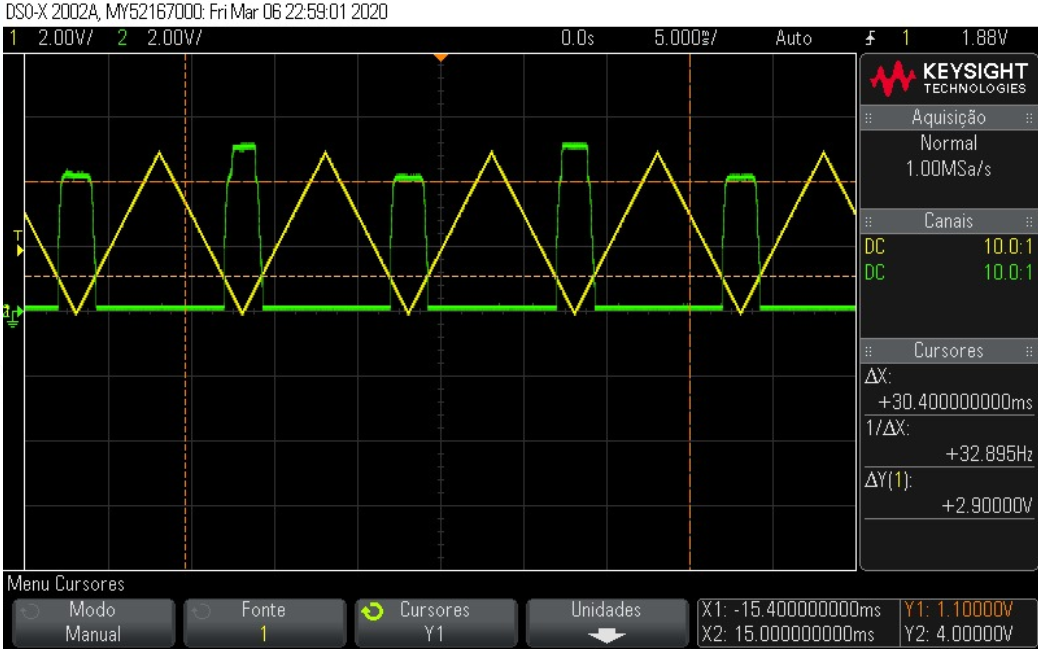 DSO-X 2002A, MY52167000: Fri Mar 06 22:59:01 2020
1 2.00V/ 2 2.00V/ 0.0s 5.000ms/ Auto 1 1.88V
KEYSIGHT
TECHNOLOGIES
Aquisição
Normal
1.00MSa/s
Canais
DC 10.0:1
DC 10.0:1
Cursores
ΔX:
+30.400000000ms
1/ΔX:
+32.895Hz
ΔY(1):
+2.90000V
T
Menu Cursores
Modo
Manual
Fonte
1
Cursores
Y1
Unidades
X1: -15.400000000ms
X2: 15.000000000ms
Y1: 1.10000V
Y2: 4.00000V